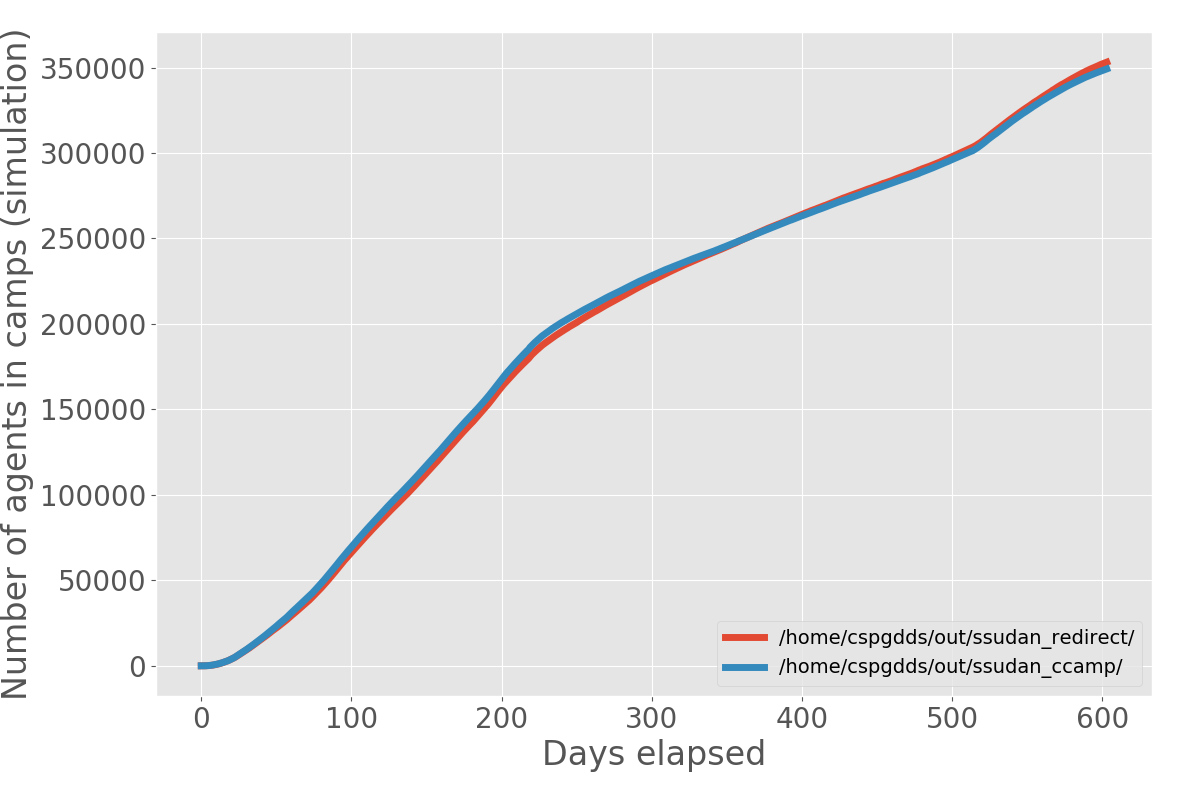 Number of agents in camps (simulation)
350000
300000
250000
200000
150000
100000
50000
0
/home/cspgdds/out/ssudan_redirect/
/home/cspgdds/out/ssudan_ccamp/
0 100 200 300 400 500 600
Days elapsed